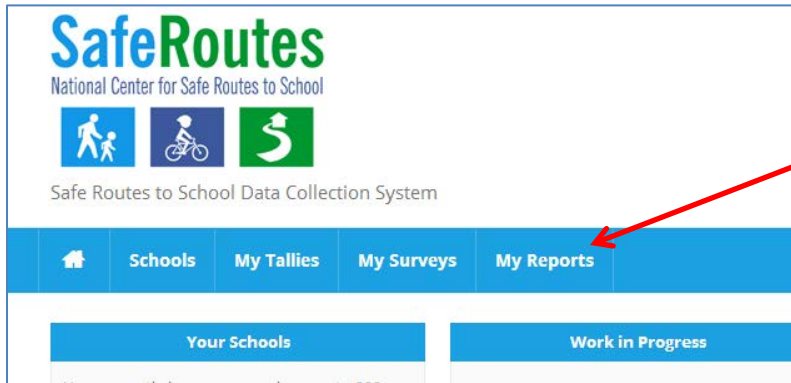 SafeRoutes
National Center for Safe Routes to School
Safe Routes to School Data Collection System
Schools My Tallies My Surveys My Reports
Your Schools Work in Progress